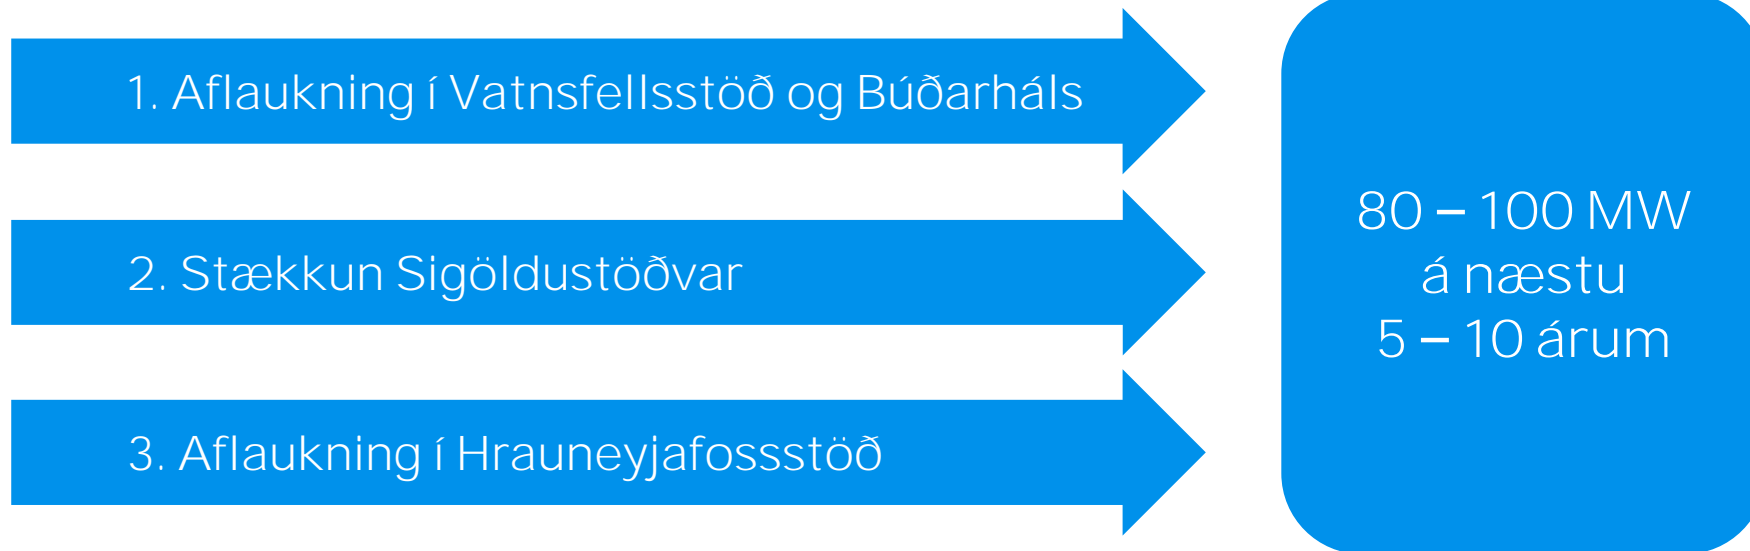 1. Aflaukning í Vatnsfellsstöð og Búðarháls
2. Stækkun Sigöldustöðvar
3. Aflaukning í Hrauneyjafossstöð
80 – 100 MW
á næstu
5 – 10 árum